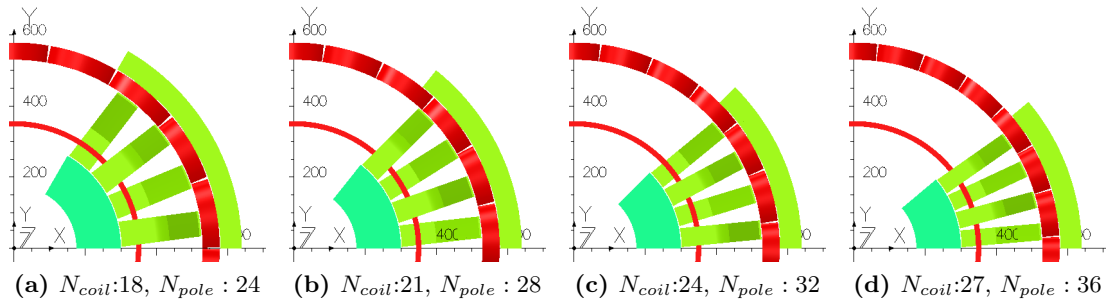 Y Y Y Y
600 600 600 600
400 400 400 400
200 200 200 200
Y Y Y Y
Z X 400 Z X 400 Z X Z X 400
(a) N_coil:18, N_pole : 24 (b) N_coil:21, N_pole : 28 (c) N_coil:24, N_pole : 32 (d) N_coil:27, N_pole : 36